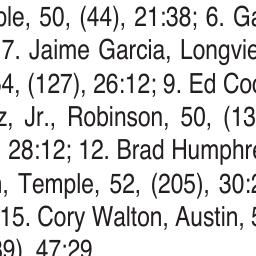 ple, 50, (44), 21:38; 6. Ga
7. Jaime Garcia, Longvie
4, (127), 26:12; 9. Ed Coo
z, Jr., Robinson, 50, (13
28:12; 12. Brad Humphre
, Temple, 52, (205), 30:2
15. Cory Walton, Austin, 5
39), 47:29